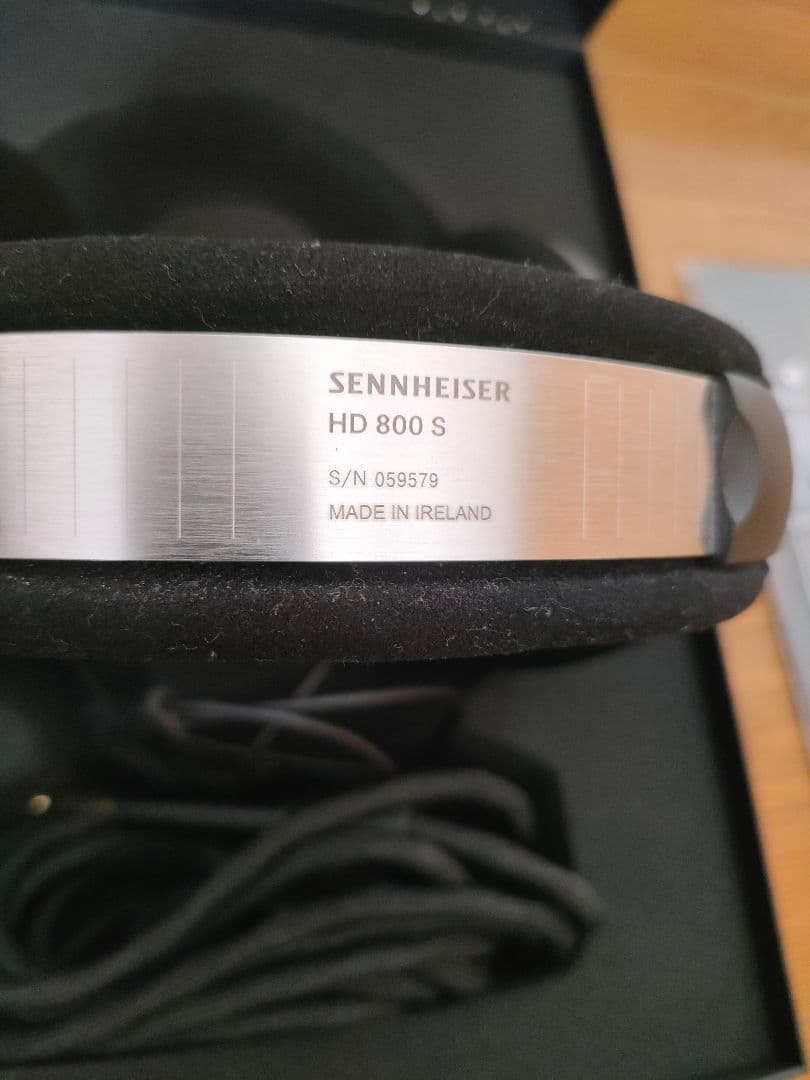 SENNHEISER
HD 800 S
S/N 059579
MADE IN IRELAND